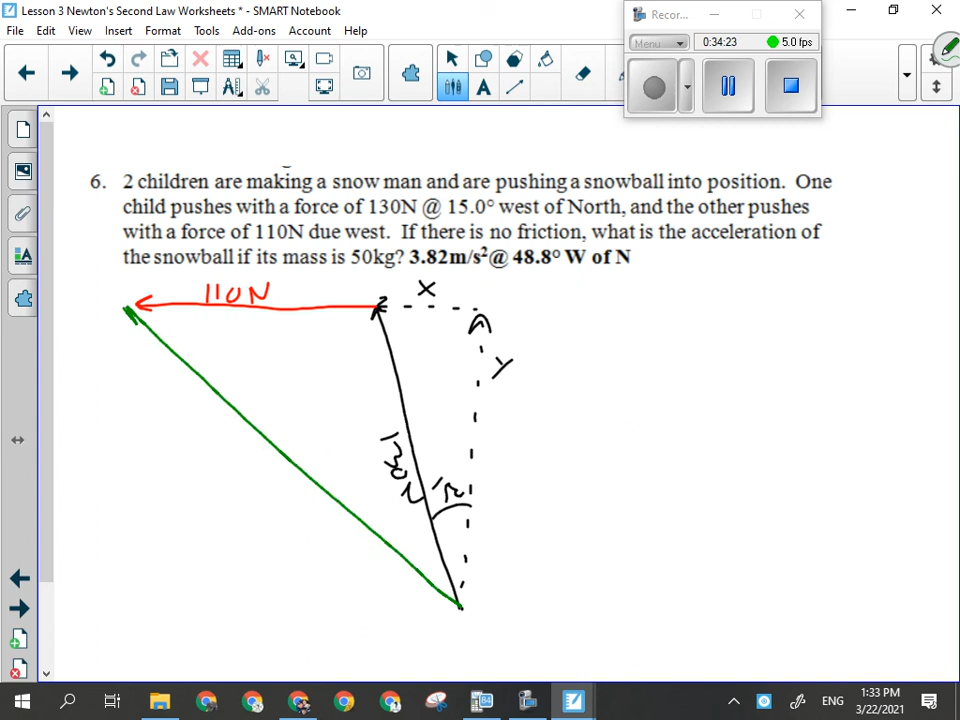 Lesson 3 Newton's Second Law Worksheets * - SMART Notebook
Recor...
File Edit View Insert Format Tools Add-ons Account Help
Menu
0:34:23
5.0 fps
A
6. 2 children are making a snow man and are pushing a snowball into position. One
child pushes with a force of 130N @ 15.0° west of North, and the other pushes
with a force of 110N due west. If there is no friction, what is the acceleration of
the snowball if its mass is 50kg? 3.82m/s²@ 48.8° W of N
110N
X
Y
130N
ENG
1:33 PM
3/22/2021